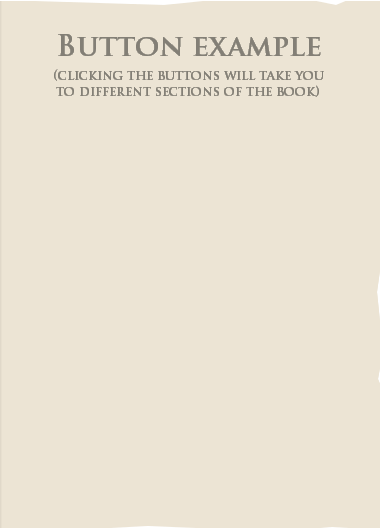 Button example
(clicking the buttons will take you
to different sections of the book)